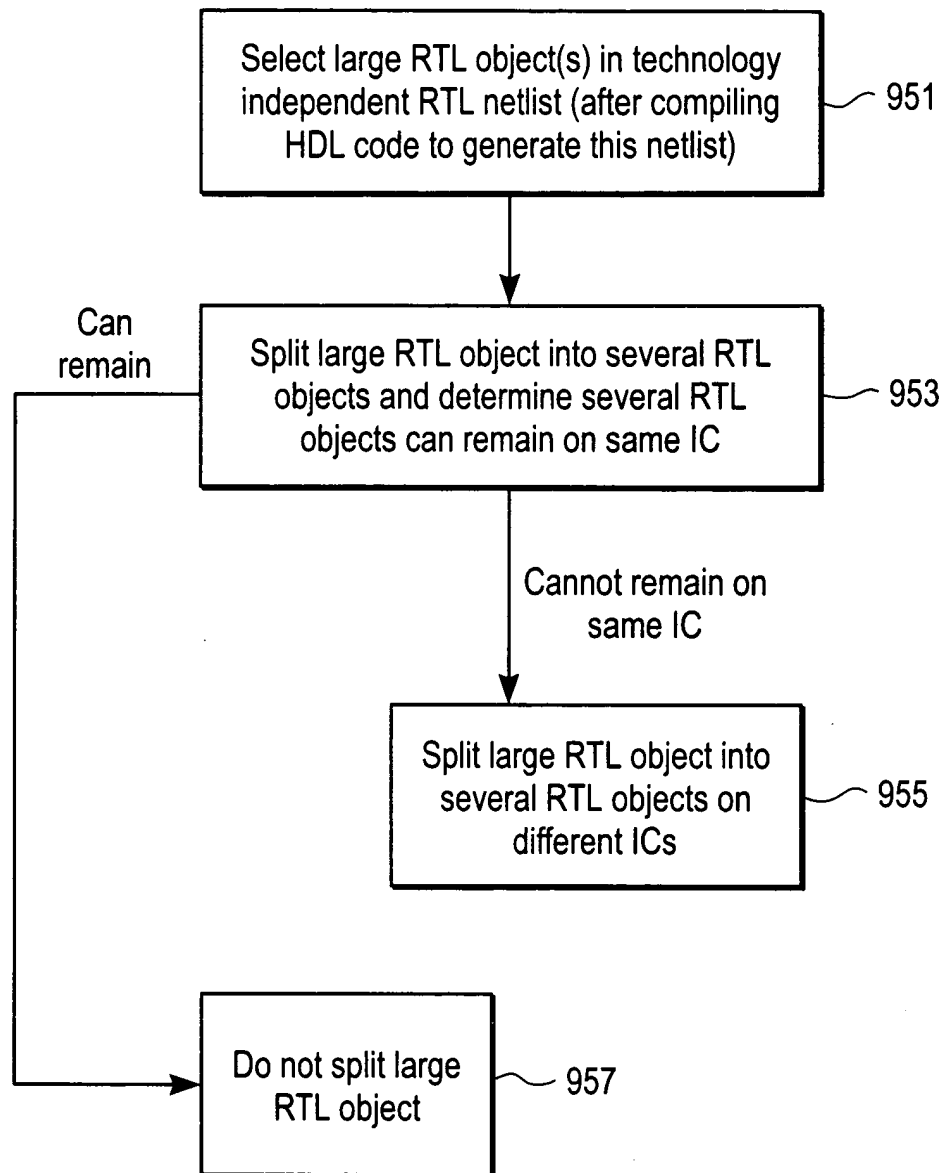 Select large RTL object(s) in technology
independent RTL netlist (after compiling
HDL code to generate this netlist)
951
Can
remain
Split large RTL object into several RTL
objects and determine several RTL
objects can remain on same IC
953
Cannot remain on
same IC
Split large RTL object into
several RTL objects on
different ICs
955
Do not split large
RTL object
957